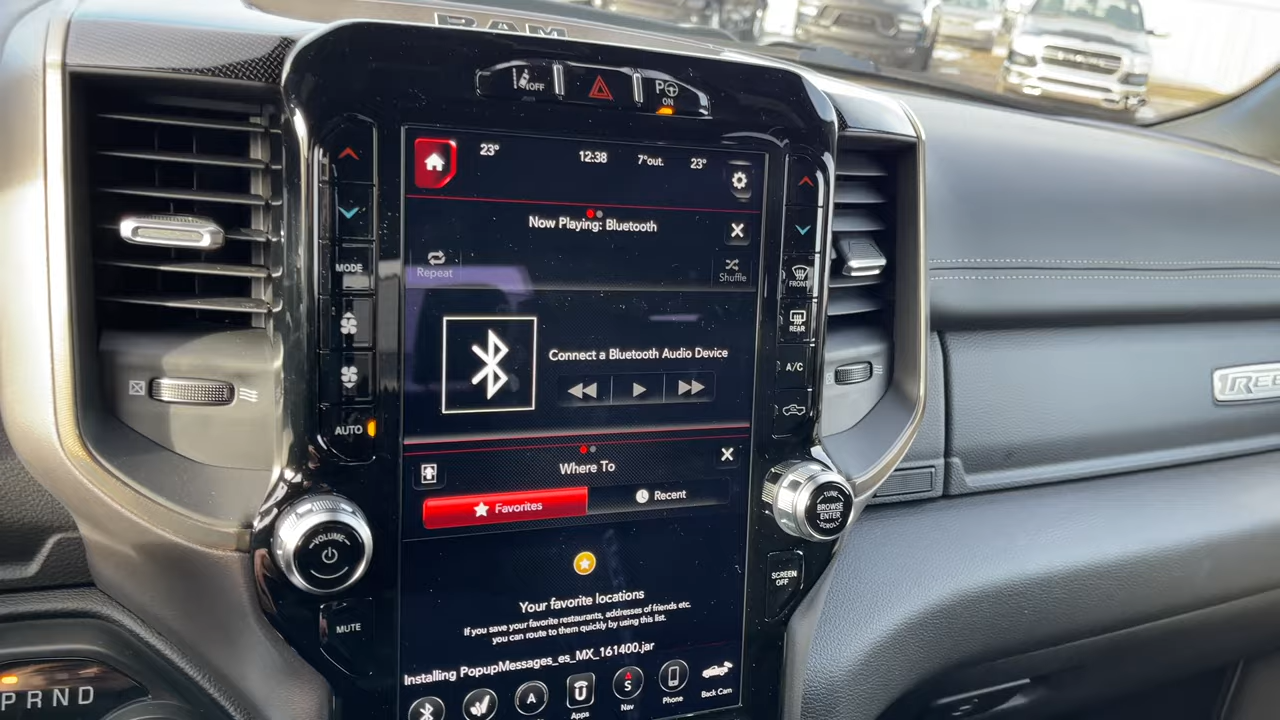 RAM
OFF
P
ON
23°
12:38
7°out.
23°
Now Playing: Bluetooth
Repeat
Shuffle
MODE
FRONT
REAR
Connect a Bluetooth Audio Device
A/C
AUTO
Where To
Favorites
Recent
TUNE
BROWSE
ENTER
SCROLL
VOLUME
SCREEN
OFF
MUTE
Your favorite locations
If you save your favorite restaurants, addresses of friends etc.
you can route to them quickly by using this list.
Installing PopupMessages_es_MX_161400.jar
A
Apps
S
Nav
Phone
Back Cam
PRND